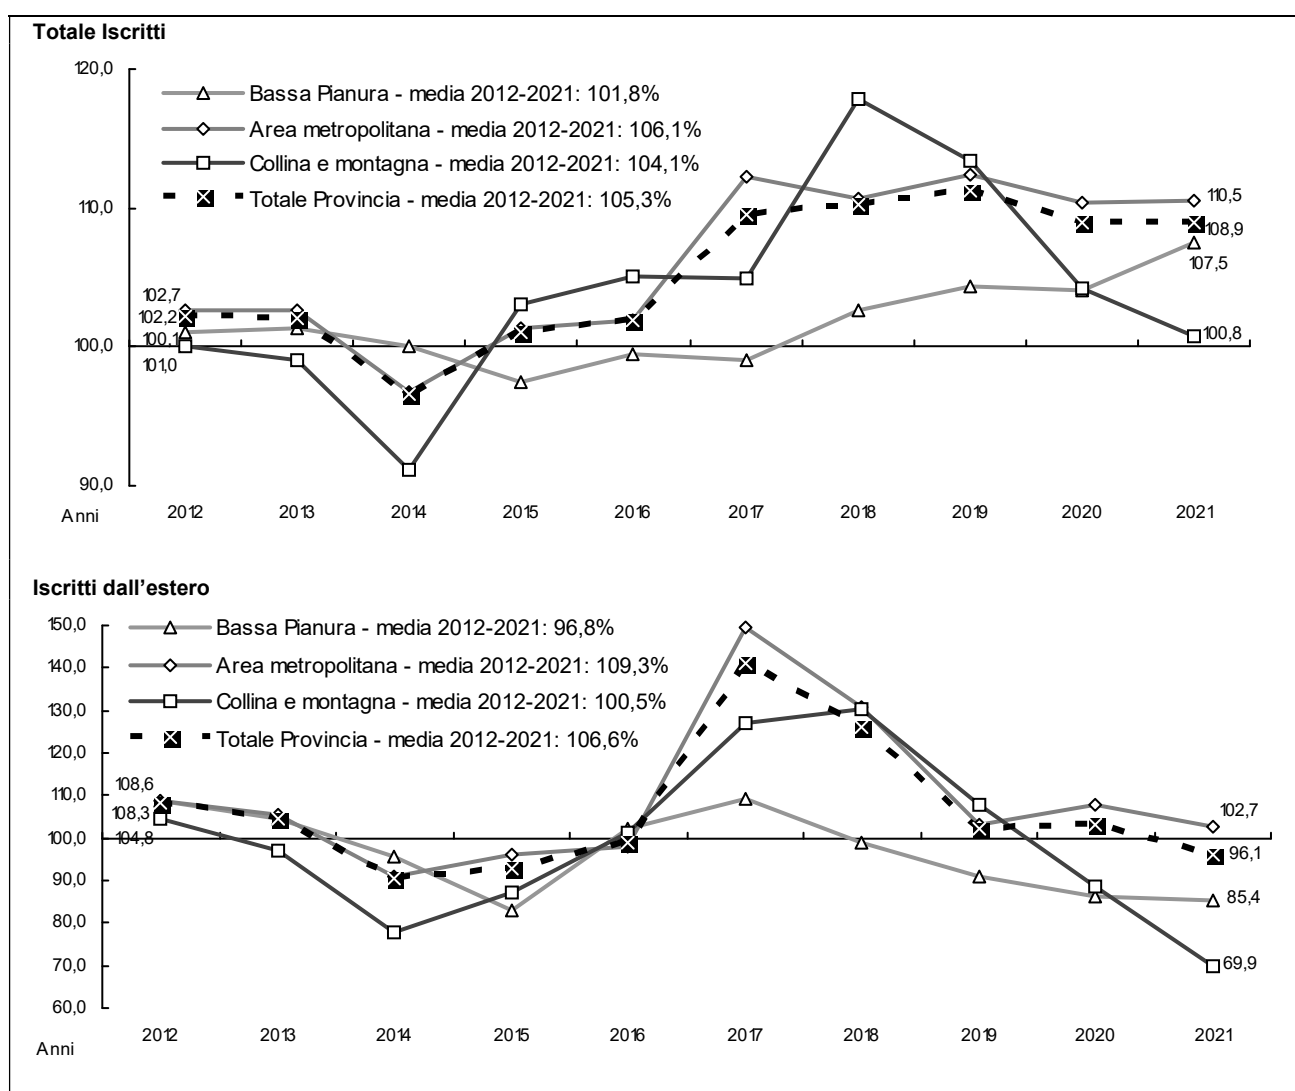 Totale Iscritti
120,0
Bassa Pianura - media 2012-2021: 101,8%
Area metropolitana - media 2012-2021: 106,1%
Collina e montagna - media 2012-2021: 104,1%
Totale Provincia - media 2012-2021: 105,3%
110,0
110,5
108,9
107,5
102,7
102,2
100,1
100,0
101,0
100,8
90,0
Anni 2012 2013 2014 2015 2016 2017 2018 2019 2020 2021
Iscritti dall’estero
150,0
Bassa Pianura - media 2012-2021: 96,8%
140,0
Area metropolitana - media 2012-2021: 109,3%
Collina e montagna - media 2012-2021: 100,5%
130,0
Totale Provincia - media 2012-2021: 106,6%
120,0
108,6
110,0
108,3
102,7
104,8
100,0
96,1
90,0
85,4
80,0
70,0
69,9
60,0
Anni 2012 2013 2014 2015 2016 2017 2018 2019 2020 2021